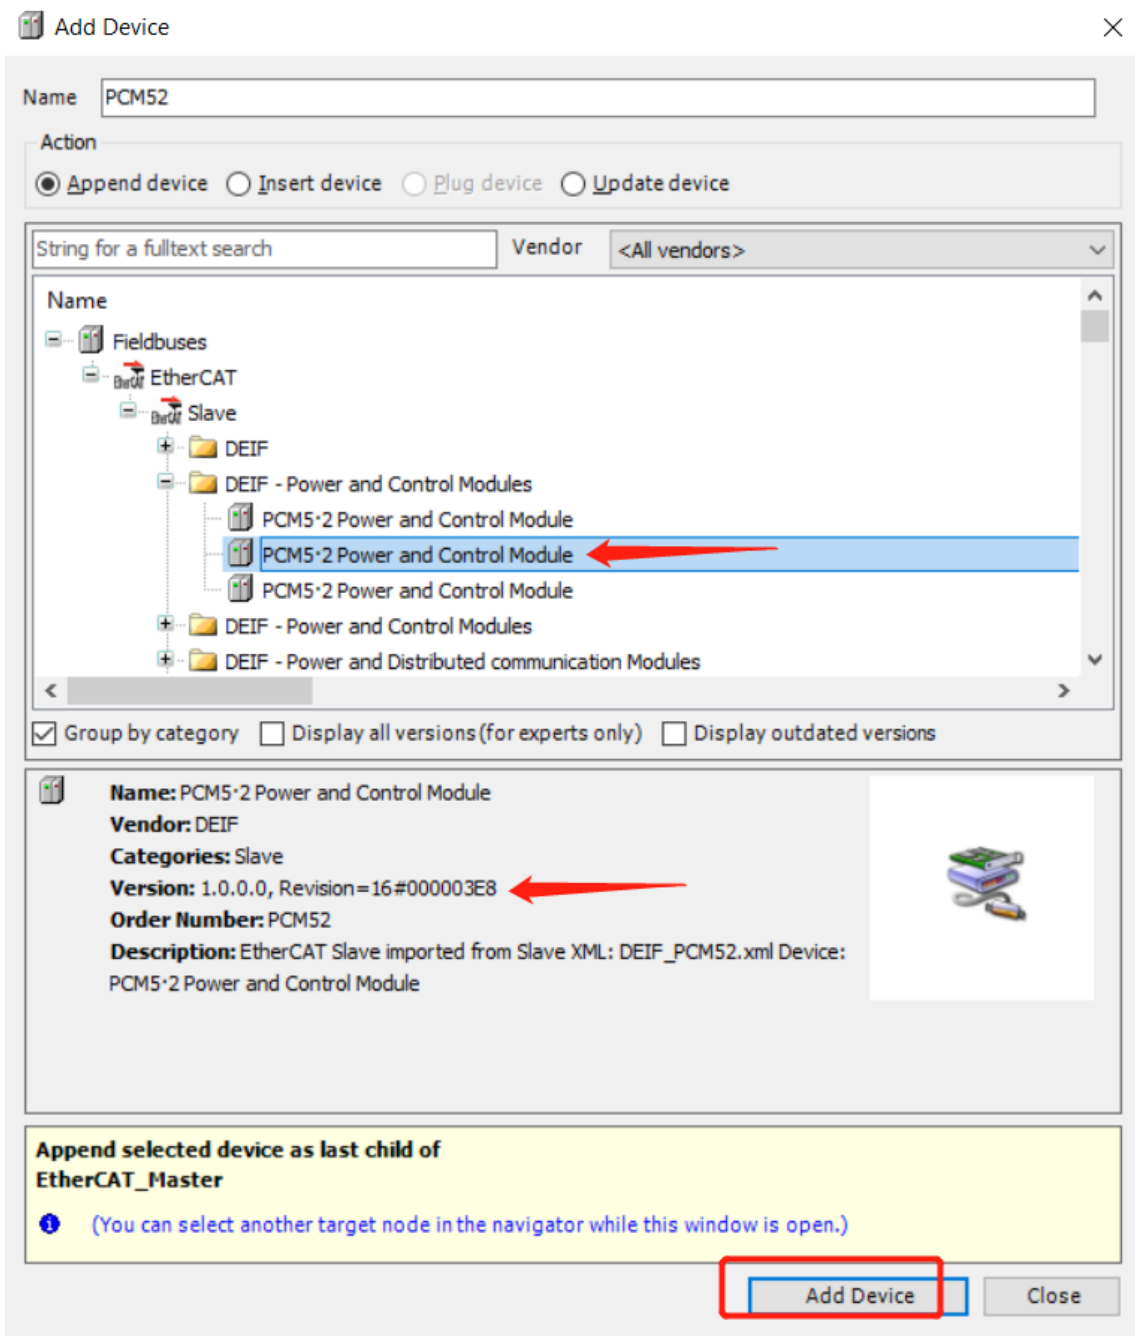 Add Device
Name PCM52
Action
Append device Insert device Plug device Update device
String for a fulltext search Vendor <All vendors>
Name
Fieldbuses
EtherCAT EtherCAT
EtherCAT Slave
DEIF
DEIF - Power and Control Modules
PCM5·2 Power and Control Module
PCM5·2 Power and Control Module
PCM5·2 Power and Control Module
DEIF - Power and Control Modules
DEIF - Power and Distributed communication Modules
Group by category Display all versions (for experts only) Display outdated versions
Name: PCM5·2 Power and Control Module
Vendor: DEIF
Categories: Slave
Version: 1.0.0.0, Revision=16#000003E8
Order Number: PCM52
Description: EtherCAT Slave imported from Slave XML: DEIF_PCM52.xml Device:
PCM5·2 Power and Control Module
Append selected device as last child of
EtherCAT_Master
(You can select another target node in the navigator while this window is open.)
Add Device Close